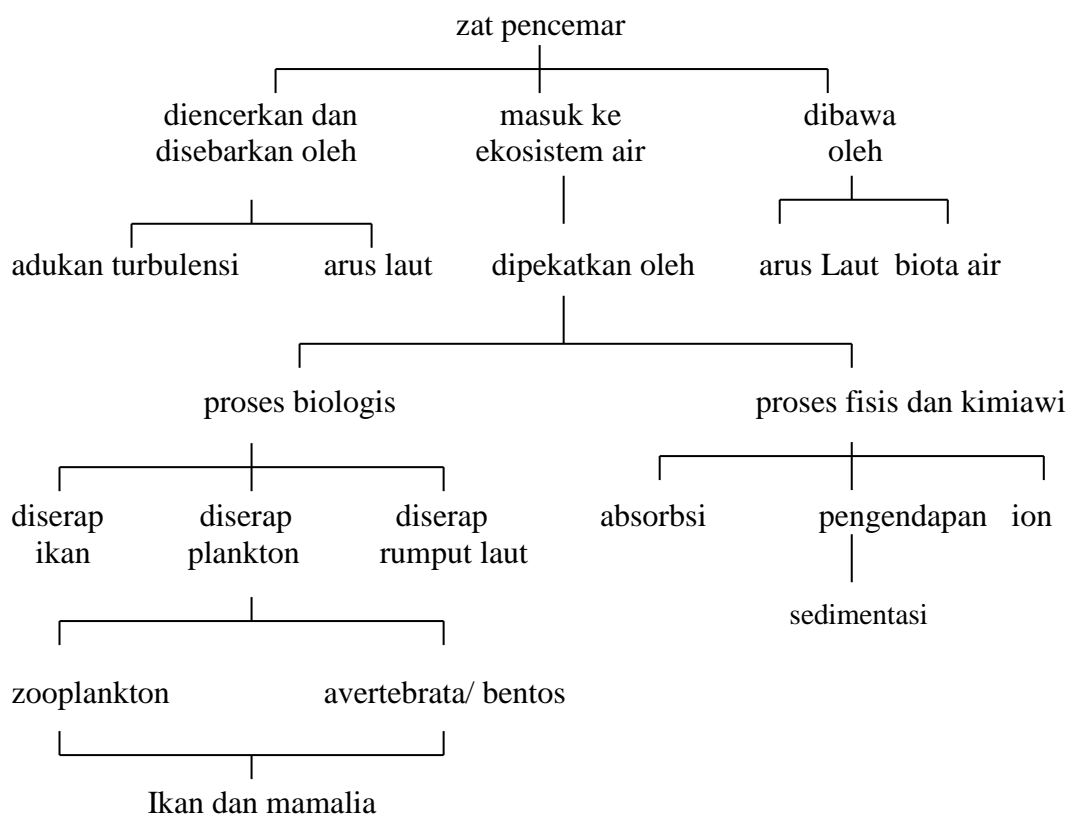 zat pencemar
diencerkan dan masuk ke dibawa
disebarkan oleh ekosistem air oleh
adukan turbulensi arus laut dipekatkan oleh arus Laut biota air
proses biologis proses fisis dan kimiawi
diserap diserap diserap absorbsi pengendapan ion
ikan plankton rumput laut
sedimentasi
zooplankton avertebrata/ bentos
Ikan dan mamalia